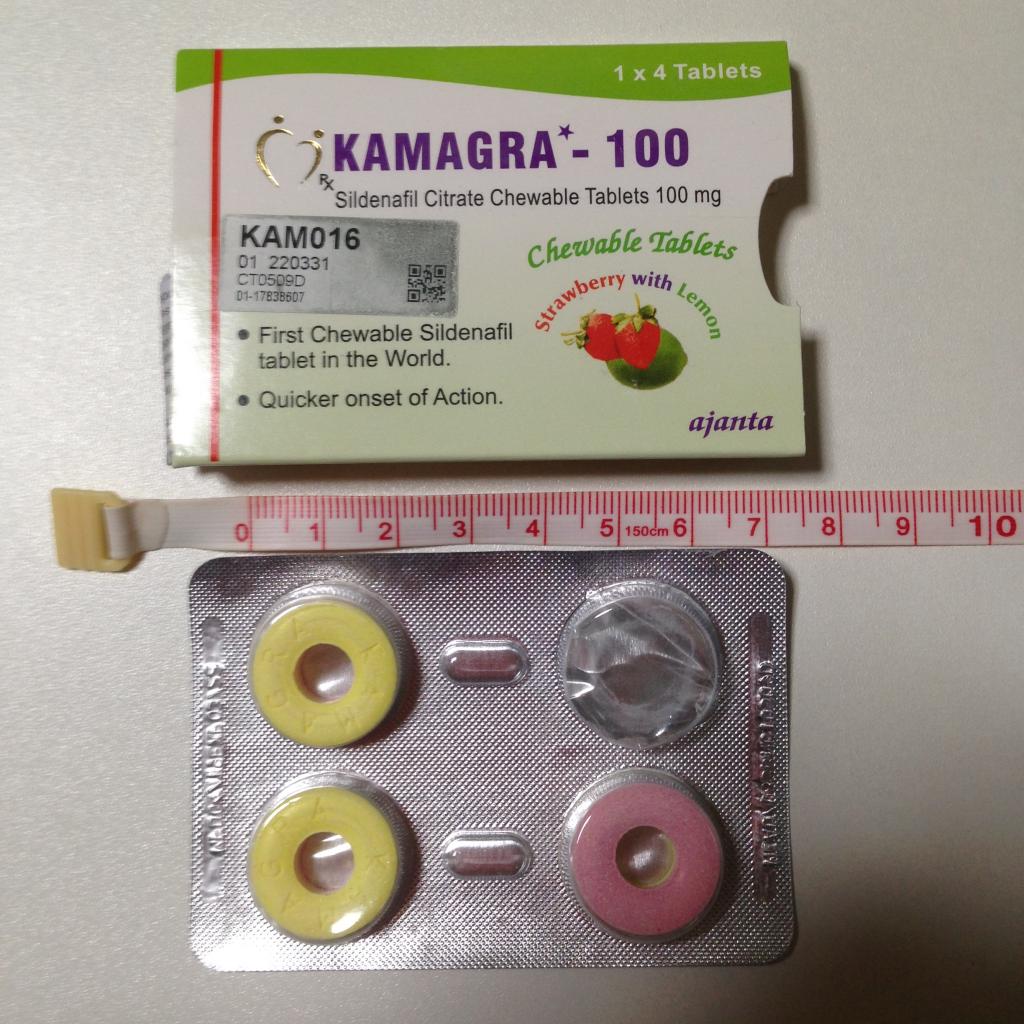 1 x 4 Tablets
KAMAGRA★- 100
Rx
Sildenafil Citrate Chewable Tablets 100 mg
KAM016
01 220331
CT0509D
01-17838607
Chewable Tablets
Strawberry with Lemon
• First Chewable Sildenafil
tablet in the World.
• Quicker onset of Action.
ajanta
0 1 2 3 4 5 150cm 6 7 8 9 10
KAMAGRA
KAMAGRA